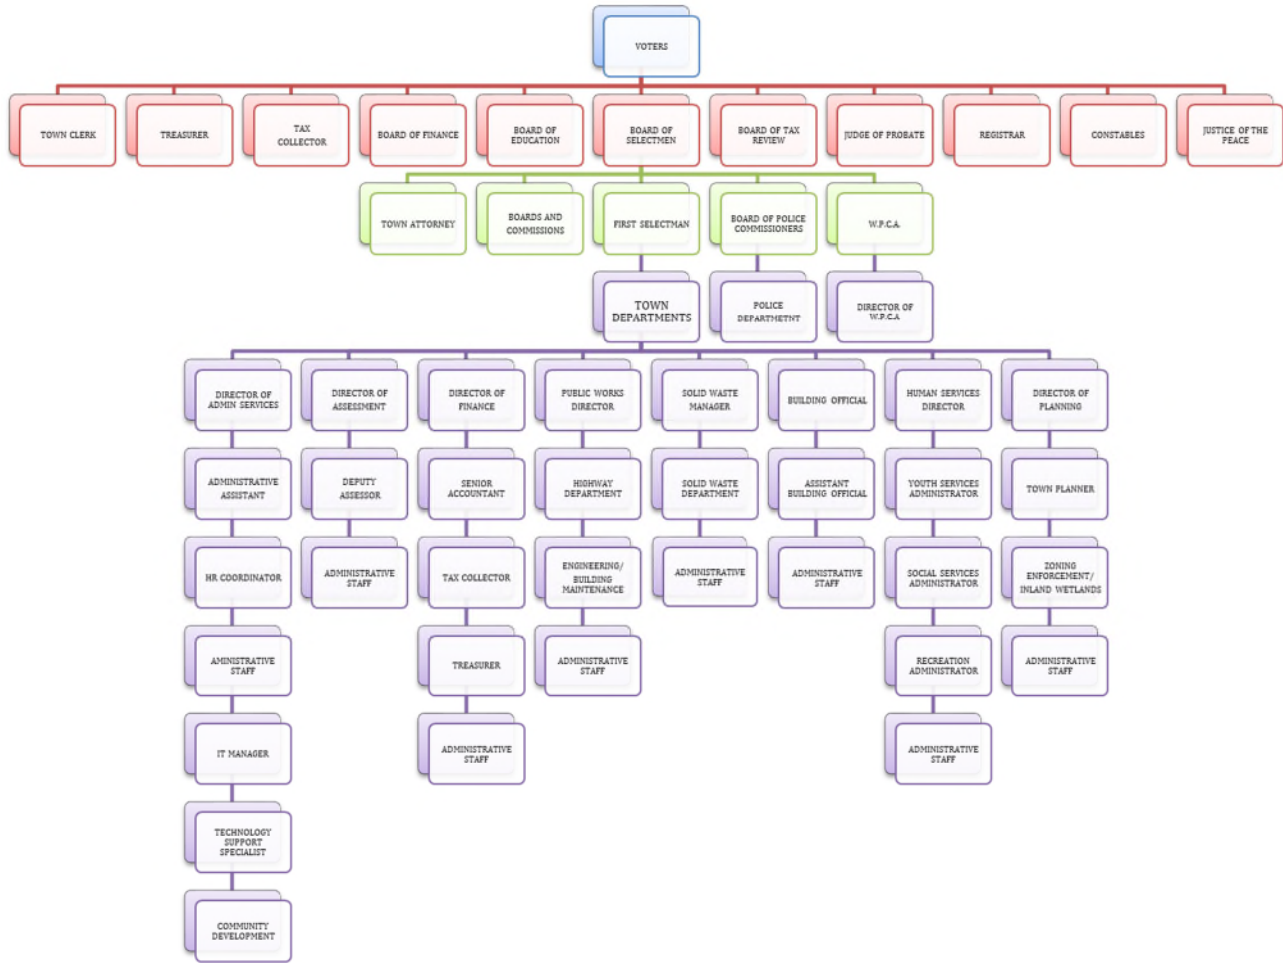 VOTERS
TOWN CLERK
TREASURER
TAX
COLLECTOR
BOARD OF FINANCE
BOARD OF
EDUCATION
BOARD OF
SELECTMEN
BOARD OF TAX
REVIEW
JUDGE OF PROBATE
REGISTRAR
CONSTABLES
JUSTICE OF THE
PEACE
TOWN ATTORNEY
BOARDS AND
COMMISSIONS
FIRST SELECTMAN
BOARD OF POLICE
COMMISSIONERS
W.P.C.A.
TOWN
DEPARTMENTS
POLICE
DEPARTMETNT
DIRECTOR OF
W.P.C.A
DIRECTOR OF
ADMIN SERVICES
DIRECTOR OF
ASSESSMENT
DIRECTOR OF
FINANCE
PUBLIC WORKS
DIRECTOR
SOLID WASTE
MANAGER
BUILDING OFFICIAL
HUMAN SERVICES
DIRECTOR
DIRECTOR OF
PLANNING
ADMINISTRATIVE
ASSISTANT
DEPUTY
ASSESSOR
SENIOR
ACCOUNTANT
HIGHWAY
DEPARTMENT
SOLID WASTE
DEPARTMENT
ASSISTANT
BUILDING OFFICIAL
YOUTH SERVICES
ADMINISTRATOR
TOWN PLANNER
HR COORDINATOR
ADMINISTRATIVE
STAFF
TAX COLLECTOR
ENGINEERING/
BUILDING
MAINTENANCE
ADMINISTRATIVE
STAFF
ADMINISTRATIVE
STAFF
SOCIAL SERVICES
ADMINISTRATOR
ZONING
ENFORCEMENT/
INLAND WETLANDS
AMINISTRATIVE
STAFF
TREASURER
ADMINISTRATIVE
STAFF
RECREATION
ADMINISTRATOR
ADMINISTRATIVE
STAFF
IT MANAGER
ADMINISTRATIVE
STAFF
ADMINISTRATIVE
STAFF
TECHNOLOGY
SUPPORT
SPECIALIST
COMMUNITY
DEVELOPMENT